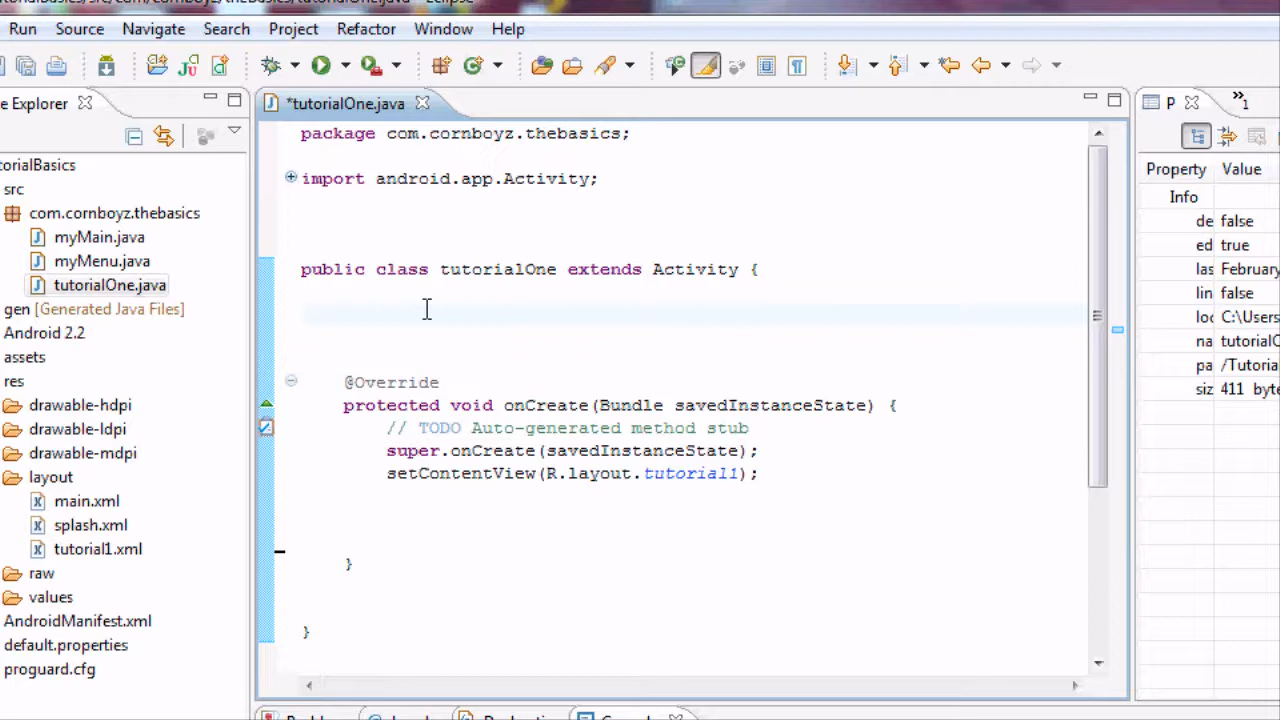 Run Source Navigate Search Project Refactor Window Help
e Explorer
*tutorialOne.java
P
»1
orialBasics
src
com.cornboyz.thebasics
myMain.java
myMenu.java
tutorialOne.java
gen [Generated Java Files]
Android 2.2
assets
res
drawable-hdpi
drawable-ldpi
drawable-mdpi
layout
main.xml
splash.xml
tutorial1.xml
raw
values
AndroidManifest.xml
default.properties
proguard.cfg
package com.cornboyz.thebasics;
import android.app.Activity;
public class tutorialOne extends Activity {
@Override
protected void onCreate(Bundle savedInstanceState) {
// TODO Auto-generated method stub
super.onCreate(savedInstanceState);
setContentView(R.layout.tutorial1);
}
}
Property Value
Info
de false
ed true
las February
lin false
loc C:\Users
na tutorialO
pa /Tutoria
siz 411 byte